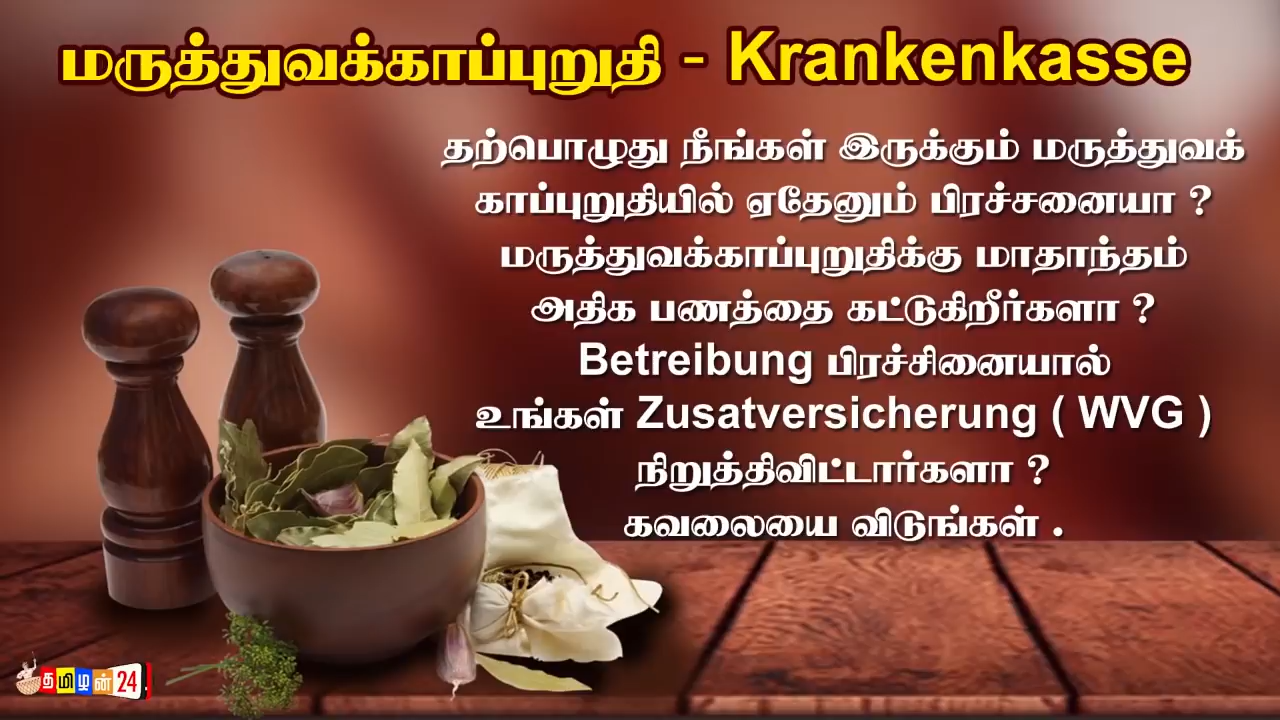 மருத்துவக்காப்புறுதி - Krankenkasse
தற்பொழுது நீங்கள் இருக்கும் மருத்துவக்
காப்புறுதியில் ஏதேனும் பிரச்சனையா ?
மருத்துவக்காப்புறுதிக்கு மாதாந்தம்
அதிக பணத்தை கட்டுகிறீர்களா ?
Betreibung பிரச்சினையால்
உங்கள் Zusatversicherung ( WVG )
நிறுத்திவிட்டார்களா ?
கவலையை விடுங்கள் .
தமிழன் 24